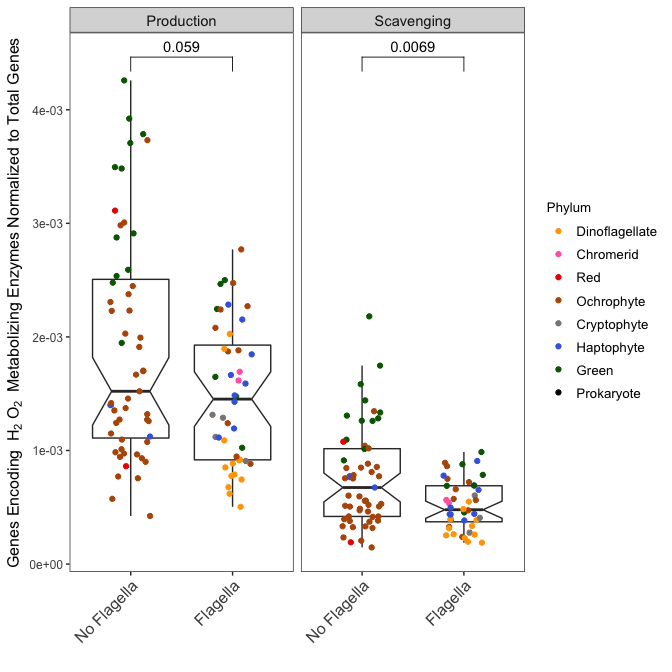 Production
Scavenging
0.059
0.0069
Genes Encoding H₂O₂ Metabolizing Enzymes Normalized to Total Genes
4e-03
3e-03
2e-03
1e-03
0e+00
No Flagella
Flagella
No Flagella
Flagella
Phylum
Dinoflagellate
Chromerid
Red
Ochrophyte
Cryptophyte
Haptophyte
Green
Prokaryote